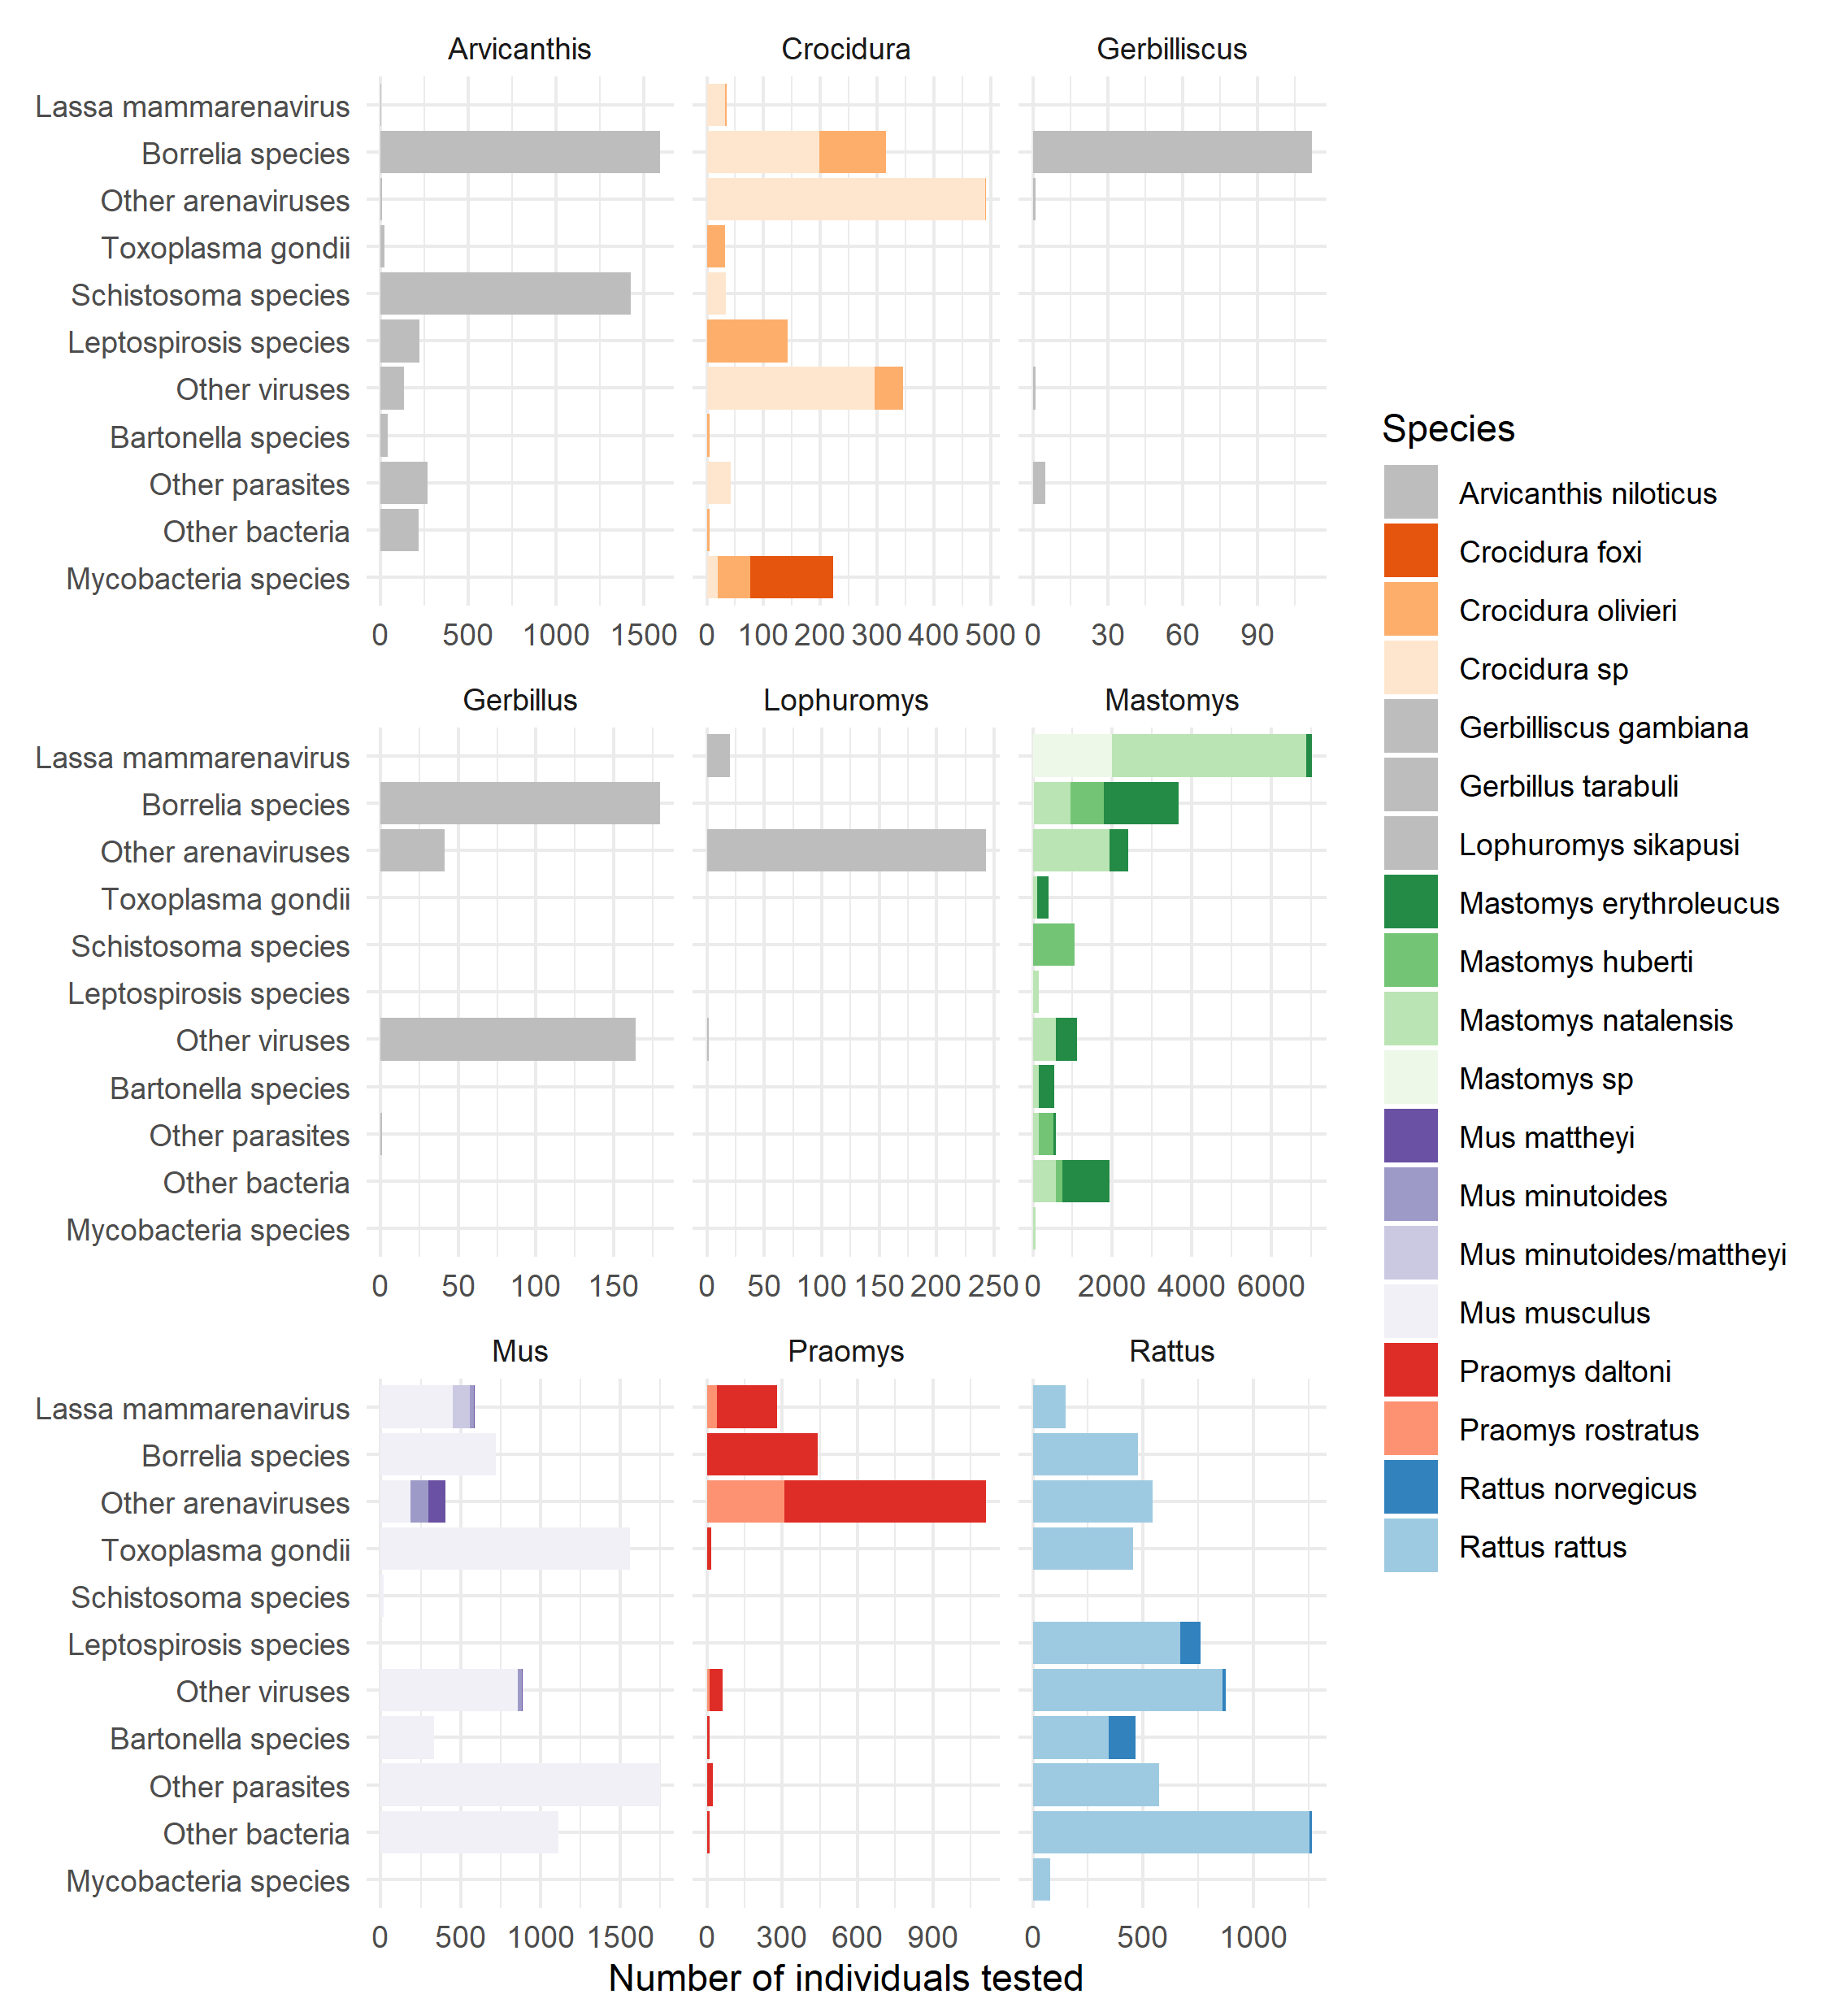 Arvicanthis
Crocidura
Gerbilliscus
Lassa mammarenavirus
Borrelia species
Other arenaviruses
Toxoplasma gondii
Schistosoma species
Leptospirosis species
Other viruses
Bartonella species
Other parasites
Other bacteria
Mycobacteria species
0 500 1000 1500
0 100 200 300 400 500
0 30 60 90
Gerbillus
Lophuromys
Mastomys
Lassa mammarenavirus
Borrelia species
Other arenaviruses
Toxoplasma gondii
Schistosoma species
Leptospirosis species
Other viruses
Bartonella species
Other parasites
Other bacteria
Mycobacteria species
0 50 100 150
0 50 100 150 200 250
0 2000 4000 6000
Mus
Praomys
Rattus
Lassa mammarenavirus
Borrelia species
Other arenaviruses
Toxoplasma gondii
Schistosoma species
Leptospirosis species
Other viruses
Bartonella species
Other parasites
Other bacteria
Mycobacteria species
0 500 1000 1500
0 300 600 900
0 500 1000
Number of individuals tested
Species
Arvicanthis niloticus
Crocidura foxi
Crocidura olivieri
Crocidura sp
Gerbilliscus gambiana
Gerbillus tarabuli
Lophuromys sikapusi
Mastomys erythroleucus
Mastomys huberti
Mastomys natalensis
Mastomys sp
Mus mattheyi
Mus minutoides
Mus minutoides/mattheyi
Mus musculus
Praomys daltoni
Praomys rostratus
Rattus norvegicus
Rattus rattus